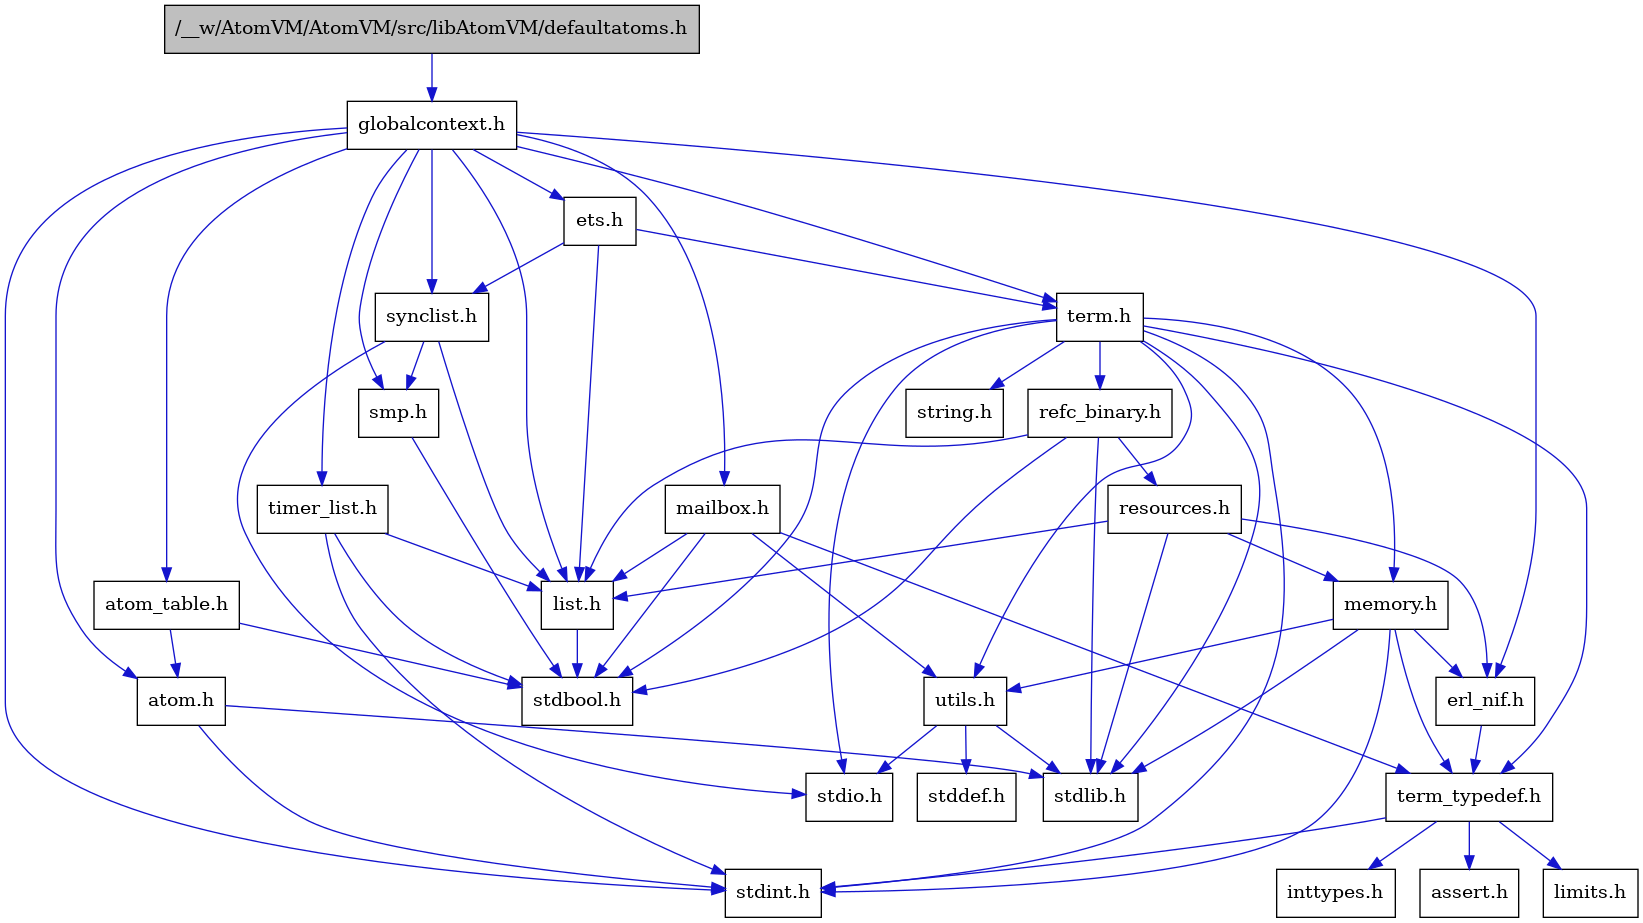 /__w/AtomVM/AtomVM/src/libAtomVM/defaultatoms.h
globalcontext.h
ets.h
synclist.h
term.h
smp.h
string.h
refc_binary.h
timer_list.h
mailbox.h
resources.h
atom_table.h
list.h
memory.h
atom.h
stdbool.h
utils.h
erl_nif.h
stdio.h
stddef.h
stdlib.h
term_typedef.h
stdint.h
inttypes.h
assert.h
limits.h